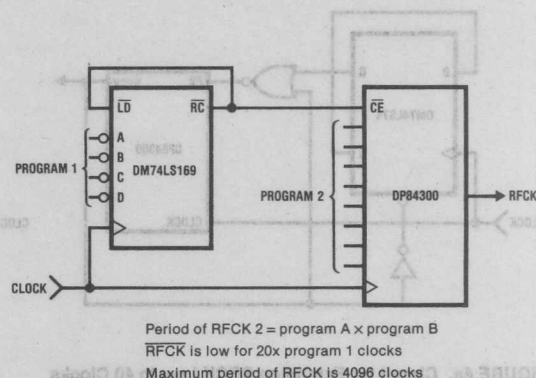 LD
RC
CE
A
B
C
D
PROGRAM 1
DM74LS169
PROGRAM 2
DP84300
RFCK
CLOCK
Period of RFCK 2 = program A × program B
RFCK is low for 20x program 1 clocks
Maximum period of RFCK is 4096 clocks